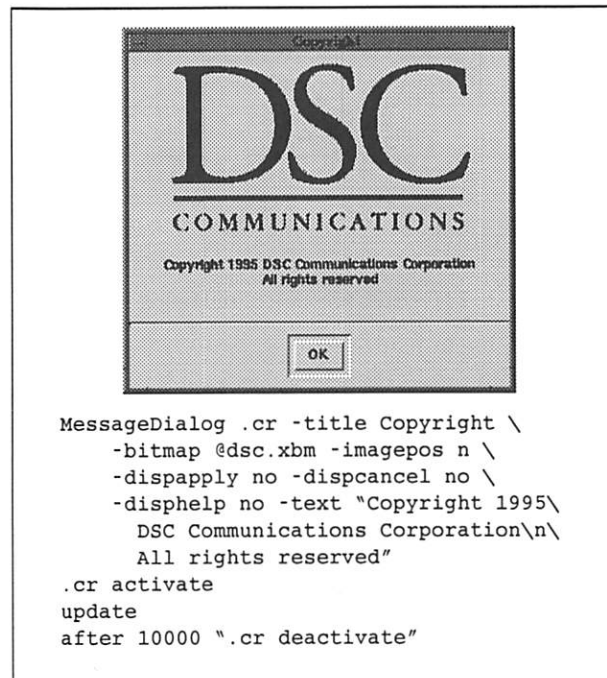 Copyright
DSC
COMMUNICATIONS
Copyright 1995 DSC Communications Corporation
All rights reserved
OK
MessageDialog .cr -title Copyright \
    -bitmap @dsc.xbm -imagepos n \
    -dispapply no -dispcancel no \
    -disphelp no -text “Copyright 1995\
      DSC Communications Corporation\n\
      All rights reserved”
.cr activate
update
after 10000 “.cr deactivate”